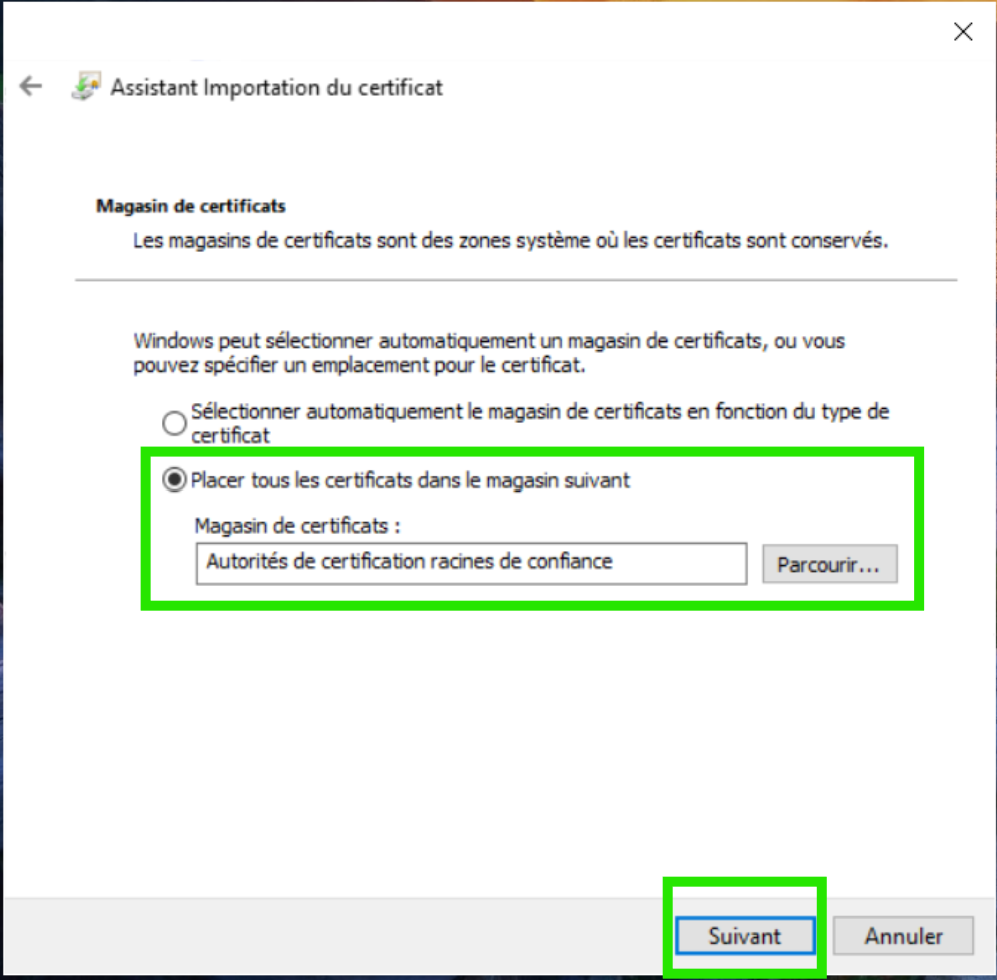 Assistant Importation du certificat
Magasin de certificats
Les magasins de certificats sont des zones système où les certificats sont conservés.
Windows peut sélectionner automatiquement un magasin de certificats, ou vous
pouvez spécifier un emplacement pour le certificat.
Sélectionner automatiquement le magasin de certificats en fonction du type de
certificat
Placer tous les certificats dans le magasin suivant
Magasin de certificats :
Autorités de certification racines de confiance
Parcourir...
Suivant
Annuler